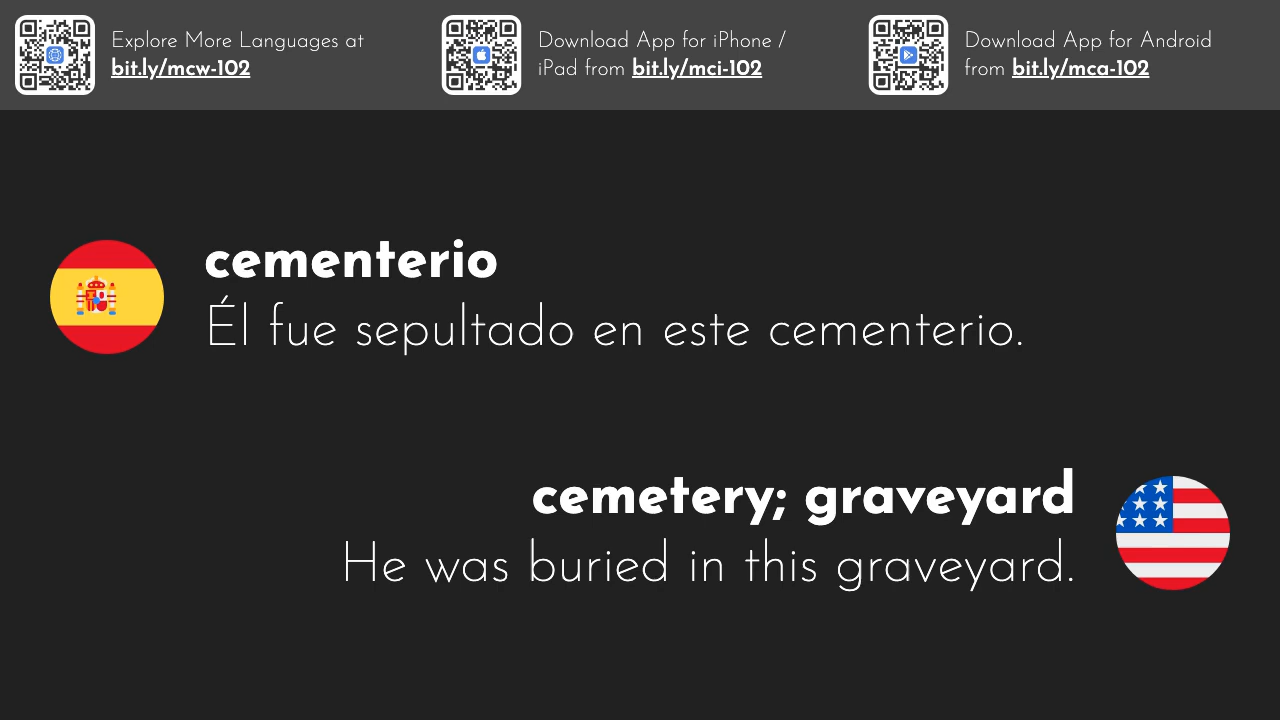 Explore More Languages at
bit.ly/mcw-102
Download App for iPhone /
iPad from bit.ly/mci-102
Download App for Android
from bit.ly/mca-102
cementerio
Él fue sepultado en este cementerio.
cemetery; graveyard
He was buried in this graveyard.